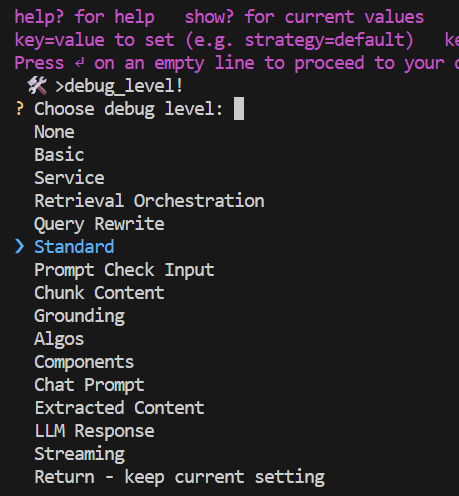 help? for help   show? for current values
key=value to set (e.g. strategy=default)   ke
Press ⏎ on an empty line to proceed to your
🛠 >debug_level!
? Choose debug level:
None
Basic
Service
Retrieval Orchestration
Query Rewrite
❯ Standard
Prompt Check Input
Chunk Content
Grounding
Algos
Components
Chat Prompt
Extracted Content
LLM Response
Streaming
Return - keep current setting